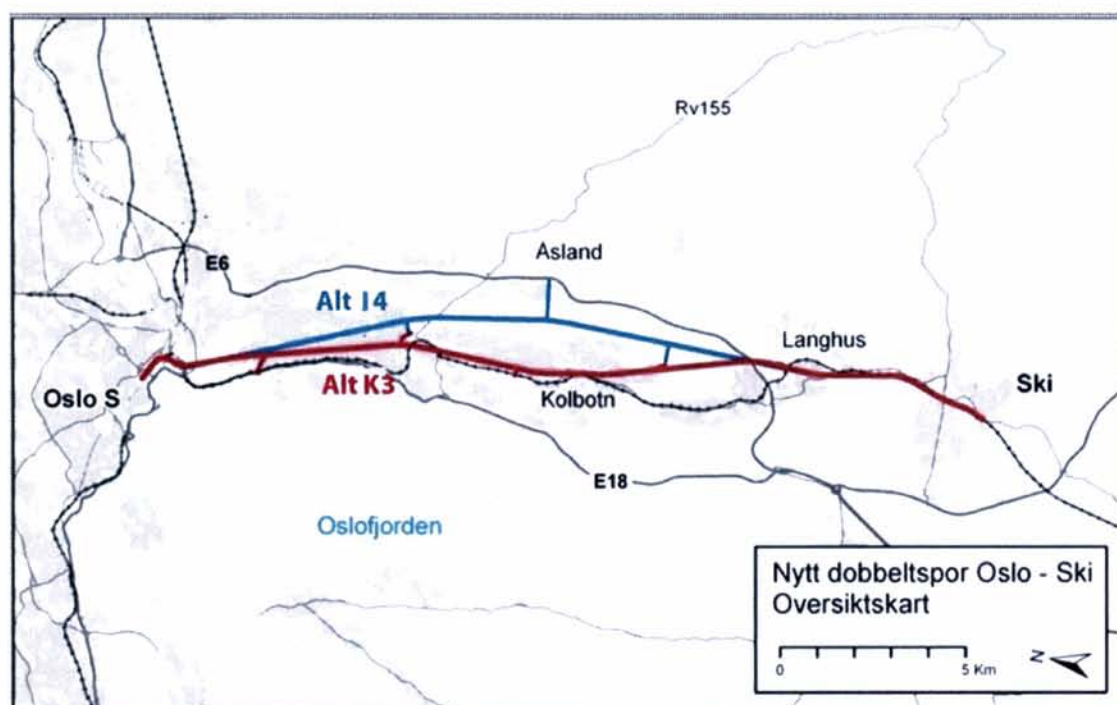 Rv155
Asland
E6
Alt I4
Langhus
Alt K3
Oslo S
Kolbotn
Ski
E18
Oslofjorden
Nytt dobbeltspor Oslo - Ski
Oversiktskart
0 5 Km
N